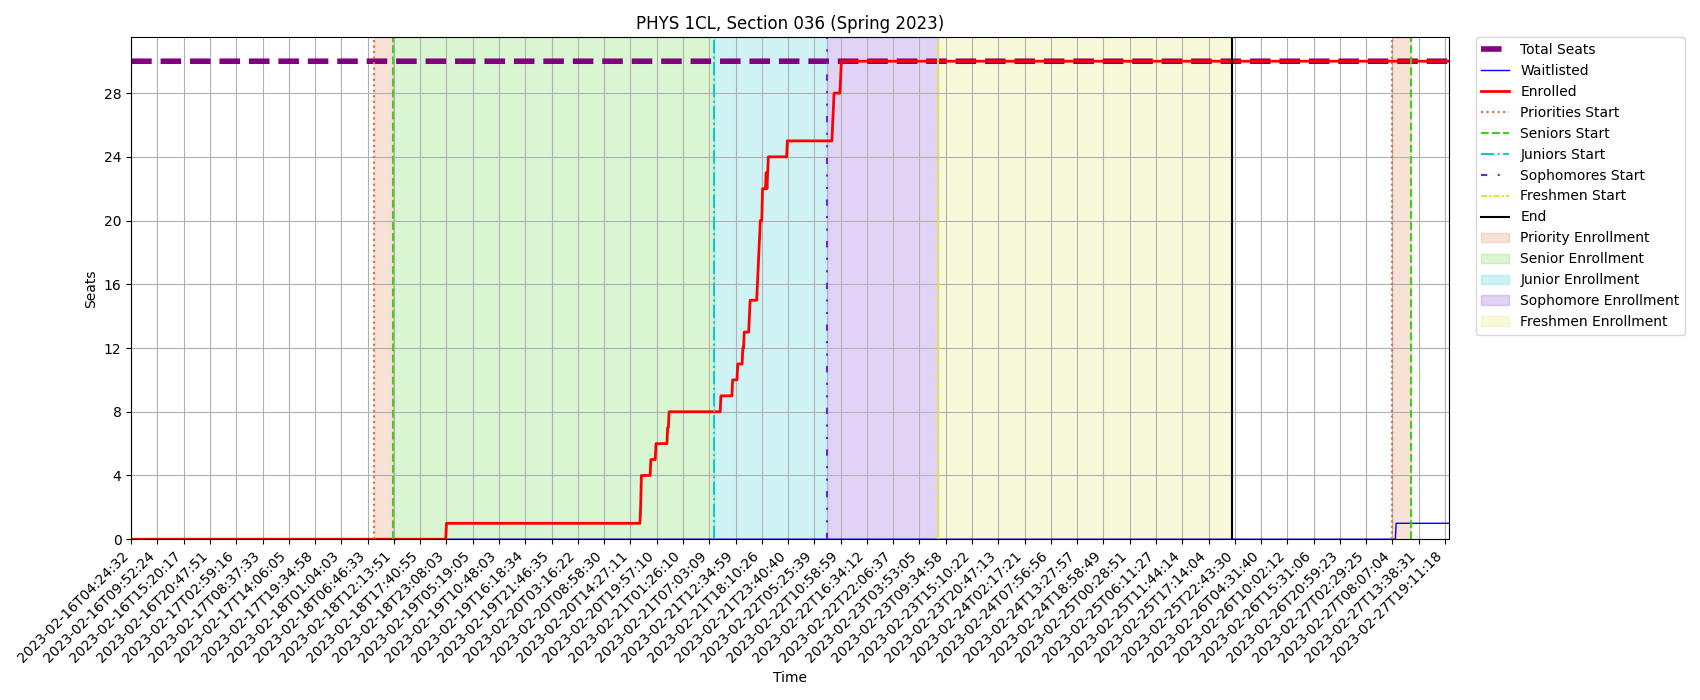 PHYS 1CL, Section 036 (Spring 2023)
Total Seats
Waitlisted
Enrolled
Priorities Start
Seniors Start
Juniors Start
Sophomores Start
Freshmen Start
End
Priority Enrollment
Senior Enrollment
Junior Enrollment
Sophomore Enrollment
Freshmen Enrollment
Seats
28
24
20
16
12
8
4
0
2023-02-16T04:24:32
2023-02-16T09:52:24
2023-02-16T15:20:17
2023-02-16T20:47:51
2023-02-17T02:59:16
2023-02-17T08:37:33
2023-02-17T14:06:05
2023-02-17T19:34:58
2023-02-18T01:04:03
2023-02-18T06:46:33
2023-02-18T12:13:51
2023-02-18T17:40:55
2023-02-18T23:08:03
2023-02-19T05:19:05
2023-02-19T10:48:03
2023-02-19T16:18:34
2023-02-19T21:46:35
2023-02-20T03:16:22
2023-02-20T08:58:30
2023-02-20T14:27:11
2023-02-20T19:57:10
2023-02-21T01:26:10
2023-02-21T07:03:09
2023-02-21T12:34:59
2023-02-21T18:10:26
2023-02-21T23:40:40
2023-02-22T05:25:39
2023-02-22T10:58:59
2023-02-22T16:34:12
2023-02-22T22:06:37
2023-02-23T03:53:05
2023-02-23T09:34:58
2023-02-23T15:10:22
2023-02-23T20:47:13
2023-02-24T02:17:21
2023-02-24T07:56:56
2023-02-24T13:27:57
2023-02-24T18:58:49
2023-02-25T00:28:51
2023-02-25T06:11:27
2023-02-25T11:44:14
2023-02-25T17:14:04
2023-02-25T22:43:30
2023-02-26T04:31:40
2023-02-26T10:02:12
2023-02-26T15:31:06
2023-02-26T20:59:23
2023-02-27T02:29:25
2023-02-27T08:07:04
2023-02-27T13:38:31
2023-02-27T19:11:18
Time